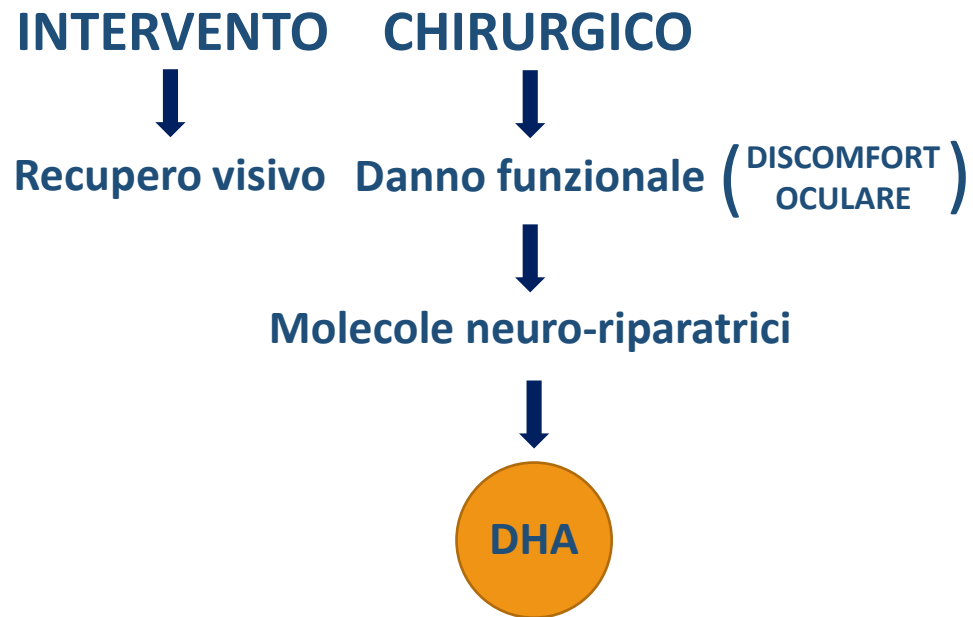 INTERVENTO CHIRURGICO
Recupero visivo Danno funzionale (DISCOMFORT
OCULARE)
Molecole neuro-riparatrici
DHA